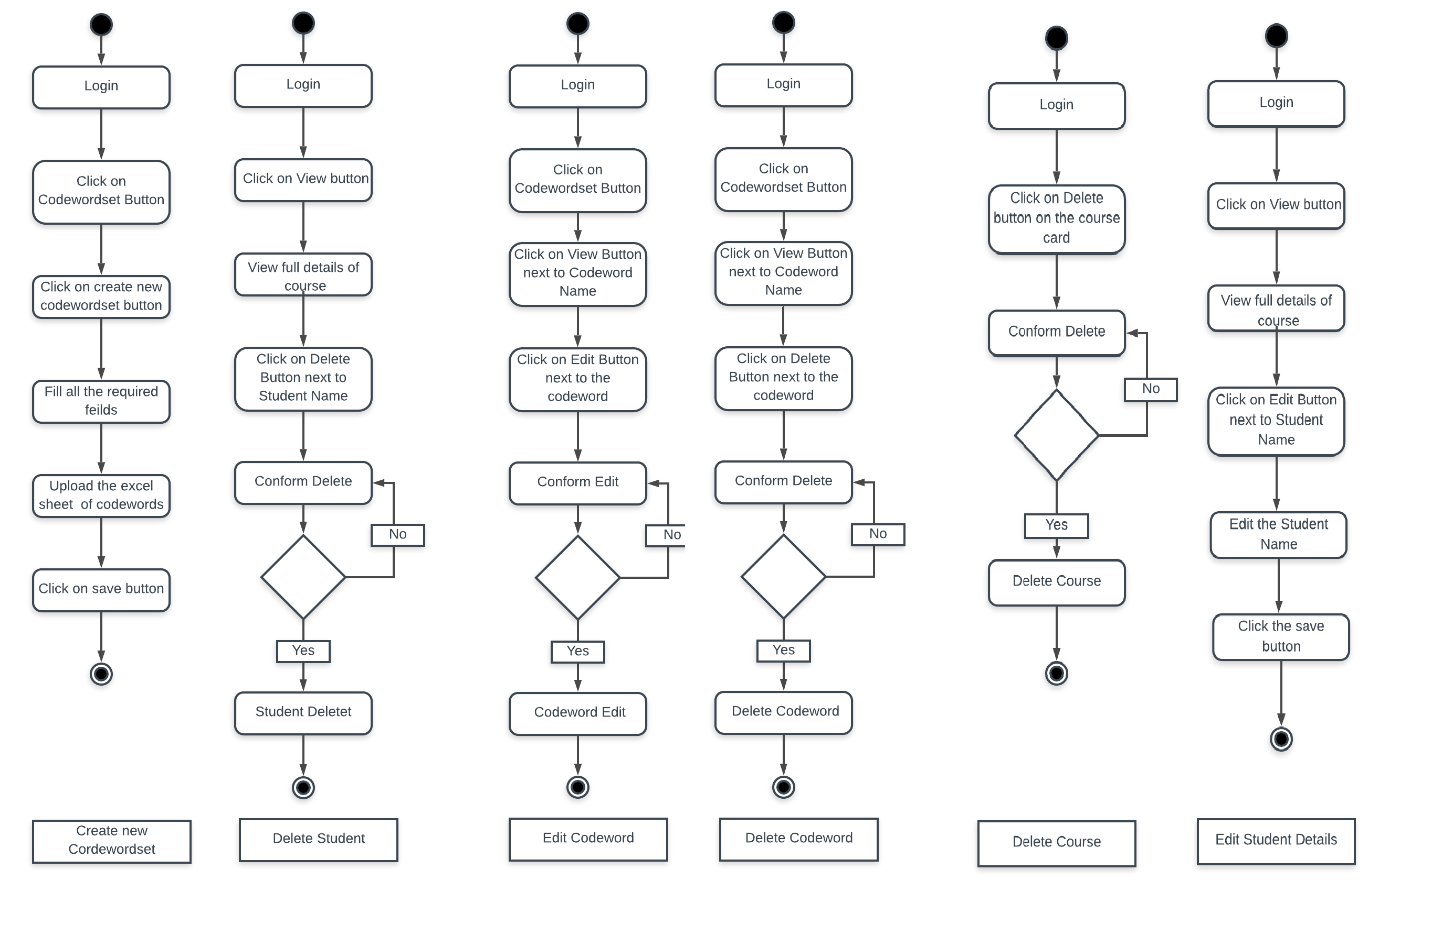 Login
Click on
Codewordset Button
Click on create new
codewordset button
Fill all the required
feilds
Upload the excel
sheet  of codewords
Click on save button
Create new
Cordewordset
Login
Click on View button
View full details of
course
Click on Delete
Button next to
Student Name
Conform Delete
No
Yes
Student Deletet
Delete Student
Login
Click on
Codewordset Button
Click on View Button
next to Codeword
Name
Click on Edit Button
next to the
codeword
Conform Edit
No
Yes
Codeword Edit
Edit Codeword
Login
Click on
Codewordset Button
Click on View Button
next to Codeword
Name
Click on Delete
Button next to the
codeword
Conform Delete
No
Yes
Delete Codeword
Delete Codeword
Login
Click on Delete
button on the course
card
Conform Delete
No
Yes
Delete Course
Delete Course
Login
Click on View button
View full details of
course
Click on Edit Button
next to Student
Name
Edit the Student
Name
Click the save
button
Edit Student Details